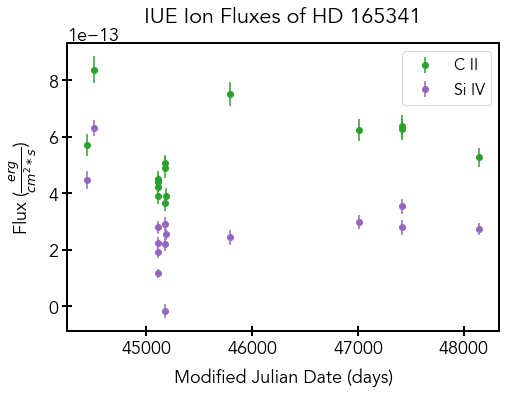 IUE Ion Fluxes of HD 165341
1e−13
C II
Si IV
8
6
4
2
0
Flux (erg/cm²*s)
45000 46000 47000 48000
Modified Julian Date (days)